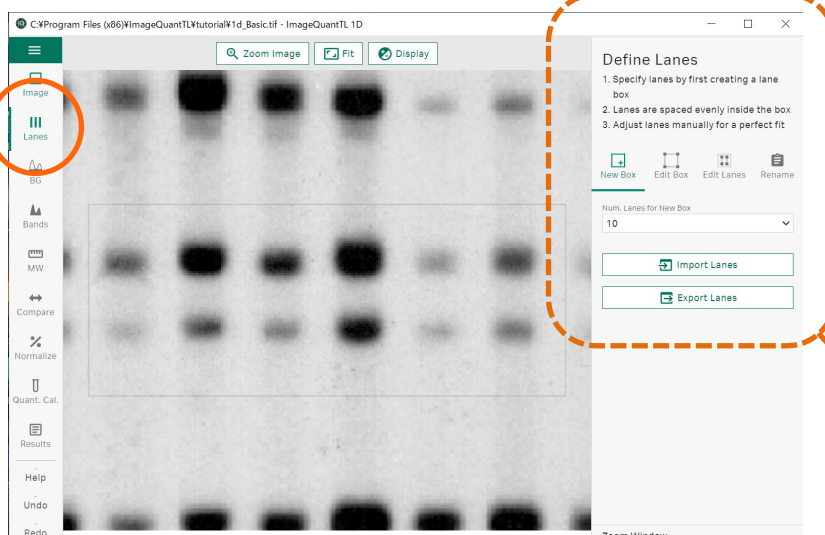 C:¥Program Files (x86)¥ImageQuantTL¥tutorial¥1d_Basic.tif - ImageQuantTL 1D
Zoom Image
Fit
Display
Image
Lanes
BG
Bands
MW
Compare
Normalize
Quant. Cal.
Results
Help
Undo
Redo
Define Lanes
1. Specify lanes by first creating a lane
box
2. Lanes are spaced evenly inside the box
3. Adjust lanes manually for a perfect fit
New Box
Edit Box
Edit Lanes
Rename
Num. Lanes for New Box
10
Import Lanes
Export Lanes
Zoom Window